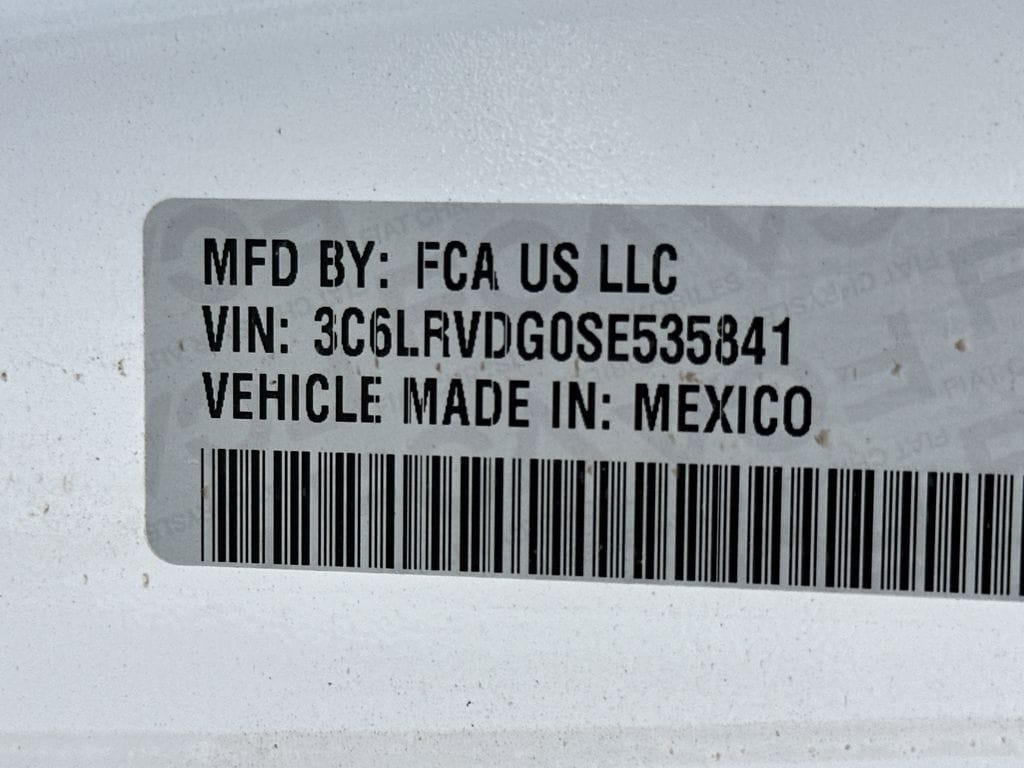 MFD BY: FCA US LLC
VIN: 3C6LRVDG0SE535841
VEHICLE MADE IN: MEXICO